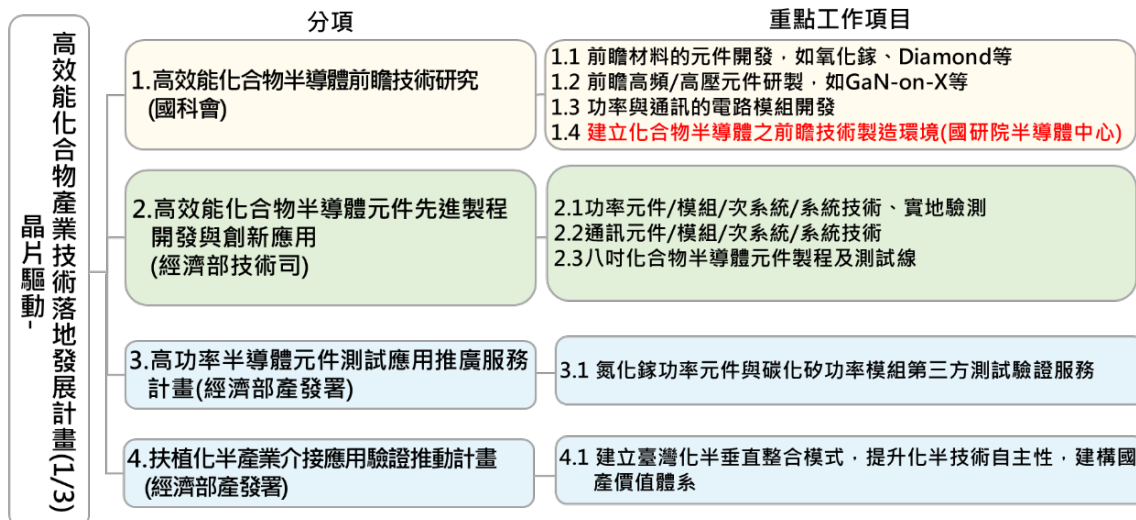 分項
重點工作項目
晶片驅動-
高效能化合物產業技術落地發展計畫(1/3)
1.高效能化合物半導體前瞻技術研究
(國科會)
1.1 前瞻材料的元件開發，如氧化鎵、Diamond等
1.2 前瞻高頻/高壓元件研製，如GaN-on-X等
1.3 功率與通訊的電路模組開發
1.4 建立化合物半導體之前瞻技術製造環境(國研院半導體中心)
2.高效能化合物半導體元件先進製程
開發與創新應用
(經濟部技術司)
2.1功率元件/模組/次系統/系統技術、實地驗測
2.2通訊元件/模組/次系統/系統技術
2.3八吋化合物半導體元件製程及測試線
3.高功率半導體元件測試應用推廣服務
計畫(經濟部產發署)
3.1 氮化鎵功率元件與碳化矽功率模組第三方測試驗證服務
4.扶植化半產業介接應用驗證推動計畫
(經濟部產發署)
4.1 建立臺灣化半垂直整合模式，提升化半技術自主性，建構國
產價值體系